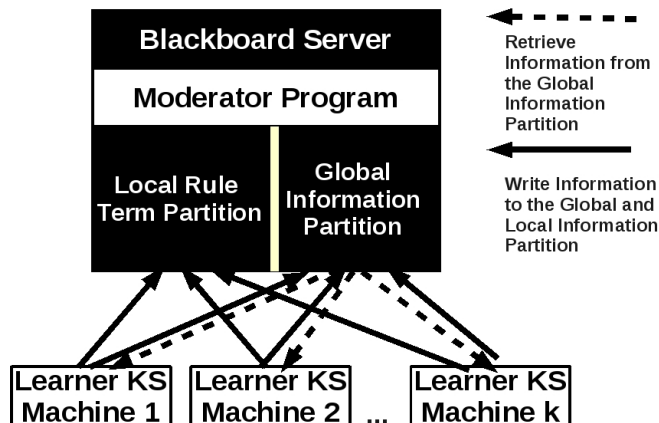 Blackboard Server
Moderator Program
Local Rule
Term Partition
Global
Information
Partition
Retrieve
Information from
the Global
Information
Partition
Write Information
to the Global and
Local Information
Partition
Learner KS
Machine 1
Learner KS
Machine 2
...
Learner KS
Machine k